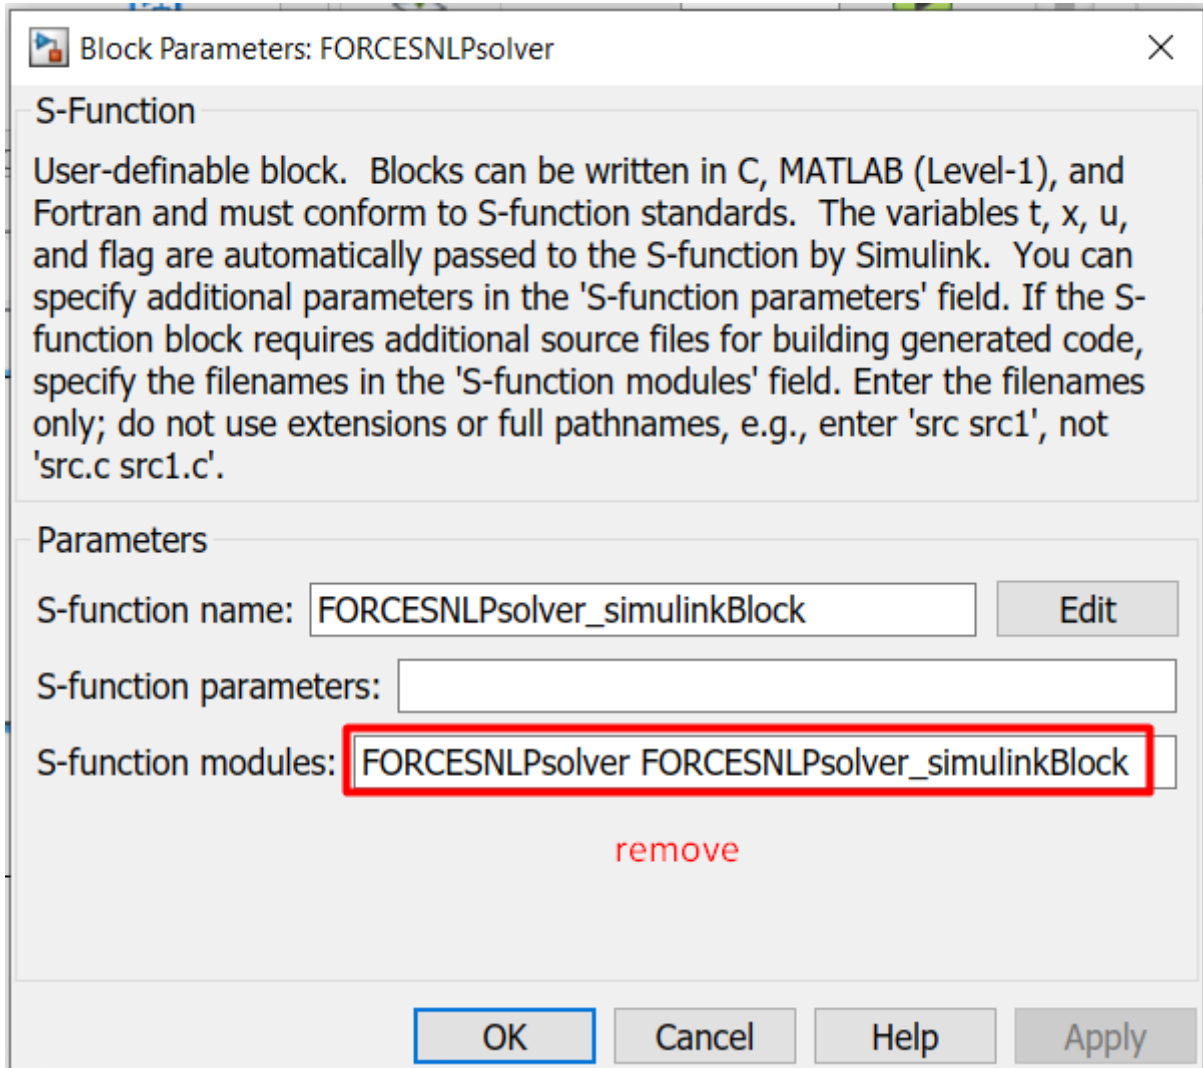 Block Parameters: FORCESNLPsolver
S-Function
User-definable block.  Blocks can be written in C, MATLAB (Level-1), and
Fortran and must conform to S-function standards.  The variables t, x, u,
and flag are automatically passed to the S-function by Simulink.  You can
specify additional parameters in the 'S-function parameters' field. If the S-
function block requires additional source files for building generated code,
specify the filenames in the 'S-function modules' field. Enter the filenames
only; do not use extensions or full pathnames, e.g., enter 'src src1', not
'src.c src1.c'.
Parameters
S-function name: FORCESNLPsolver_simulinkBlock Edit
S-function parameters:
S-function modules: FORCESNLPsolver FORCESNLPsolver_simulinkBlock
remove
OK Cancel Help Apply